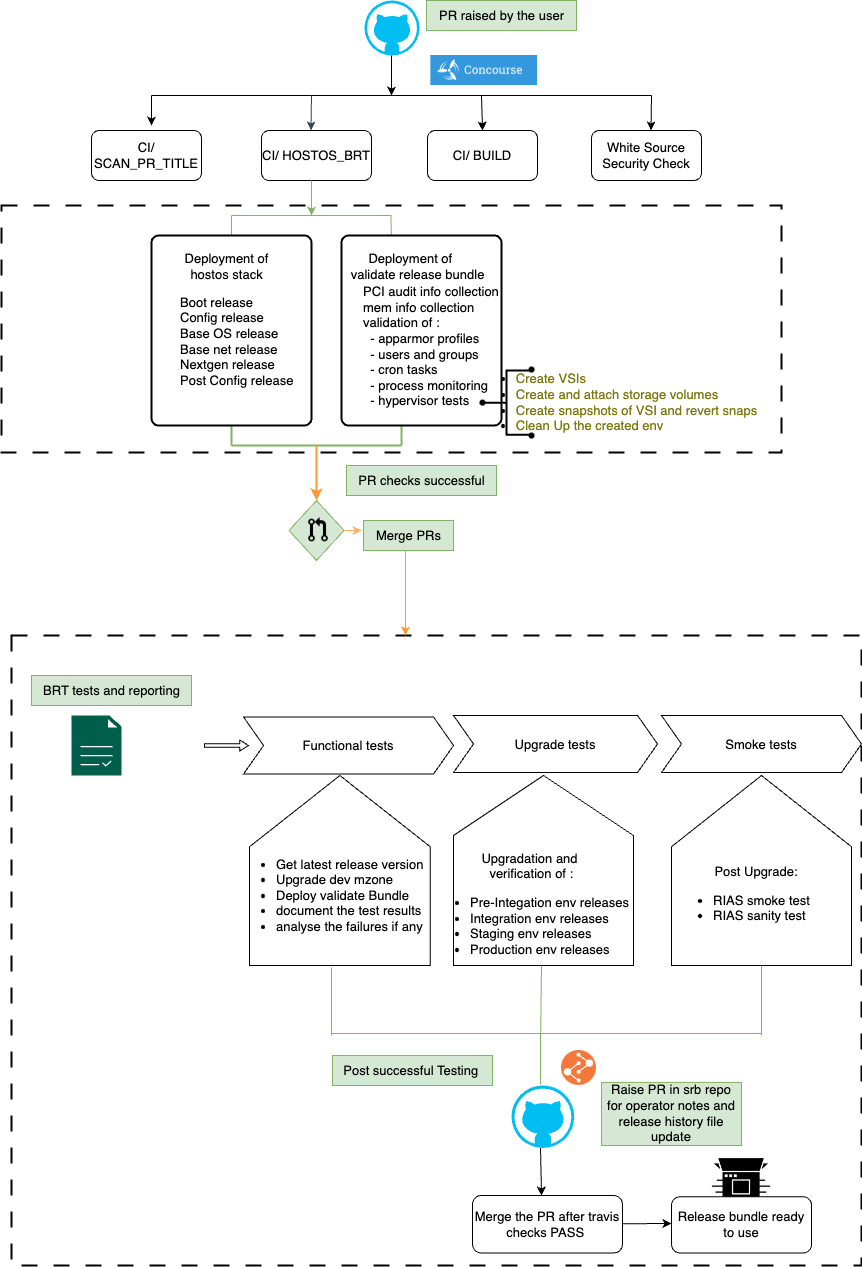 PR raised by the user
Concourse
CI/
SCAN_PR_TITLE
CI/ HOSTOS_BRT
CI/ BUILD
White Source
Security Check
Deployment of
hostos stack
Boot release
Config release
Base OS release
Base net release
Nextgen release
Post Config release
Deployment of
validate release bundle
PCI audit info collection
mem info collection
validation of :
- apparmor profiles
- users and groups
- cron tasks
- process monitoring
- hypervisor tests
Create VSIs
Create and attach storage volumes
Create snapshots of VSI and revert snaps
Clean Up the created env
PR checks successful
Merge PRs
BRT tests and reporting
Functional tests
Upgrade tests
Smoke tests
• Get latest release version
• Upgrade dev mzone
• Deploy validate Bundle
• document the test results
• analyse the failures if any
Upgradation and
verification of :
• Pre-Integation env releases
• Integration env releases
• Staging env releases
• Production env releases
Post Upgrade:
• RIAS smoke test
• RIAS sanity test
Post successful Testing
Raise PR in srb repo
for operator notes and
release history file
update
Merge the PR after travis
checks PASS
Release bundle ready
to use